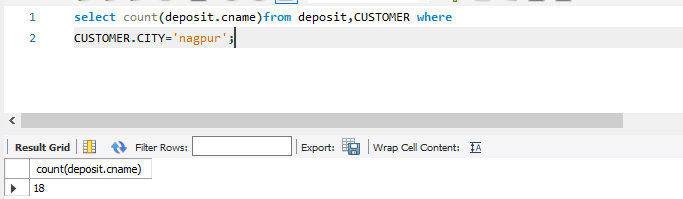 1 select count(deposit.cname)from deposit,CUSTOMER where
2 CUSTOMER.CITY='nagpur';
Result Grid Filter Rows: Export: Wrap Cell Content:
count(deposit.cname)
18